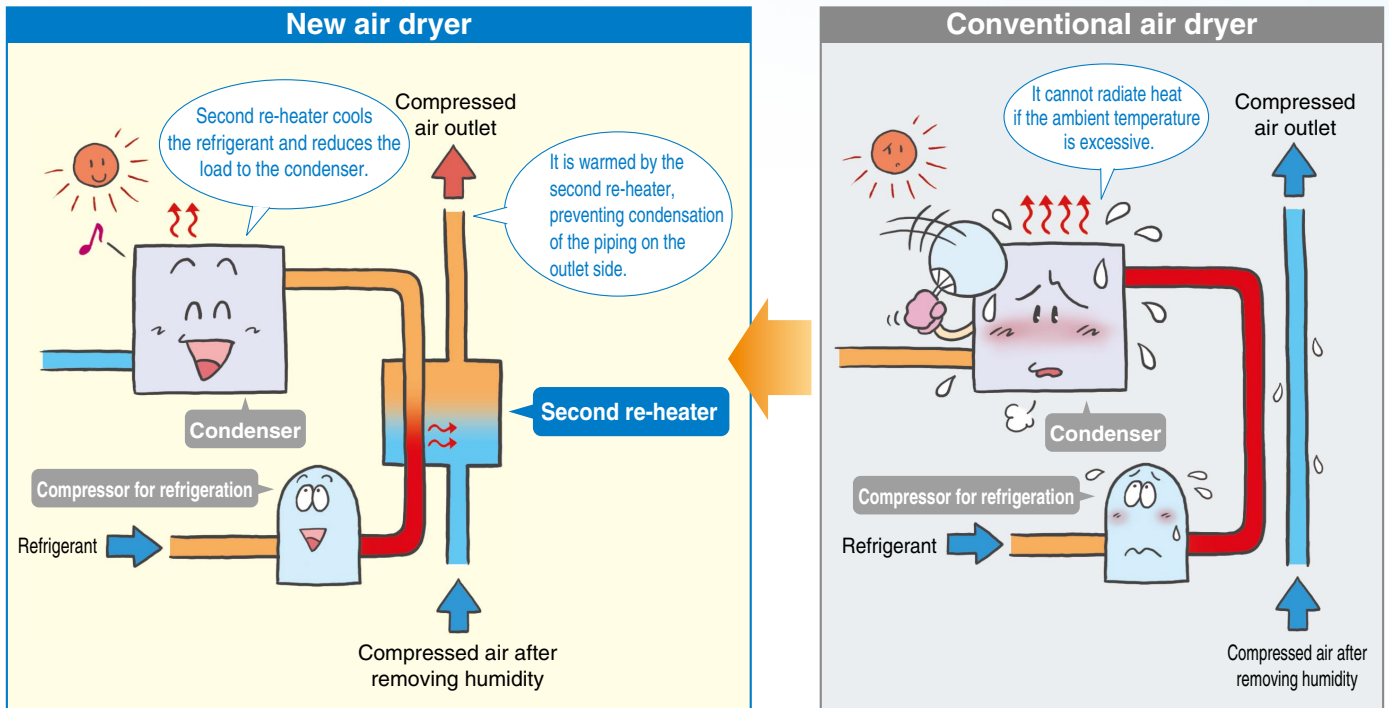 New air dryer
Second re-heater cools
the refrigerant and reduces the
load to the condenser.
Compressed
air outlet
It is warmed by the
second re-heater,
preventing condensation
of the piping on the
outlet side.
Condenser
Second re-heater
Compressor for refrigeration
Refrigerant
Compressed air after
removing humidity
Conventional air dryer
It cannot radiate heat
if the ambient temperature
is excessive.
Compressed
air outlet
Condenser
Compressor for refrigeration
Refrigerant
Compressed air after
removing humidity